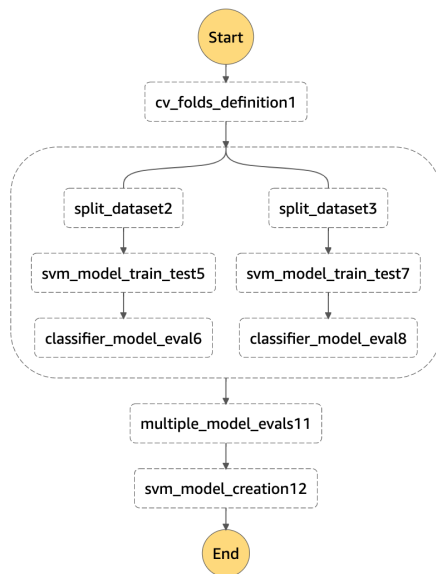 Start
cv_folds_definition1
split_dataset2
split_dataset3
svm_model_train_test5
svm_model_train_test7
classifier_model_eval6
classifier_model_eval8
multiple_model_evals11
svm_model_creation12
End